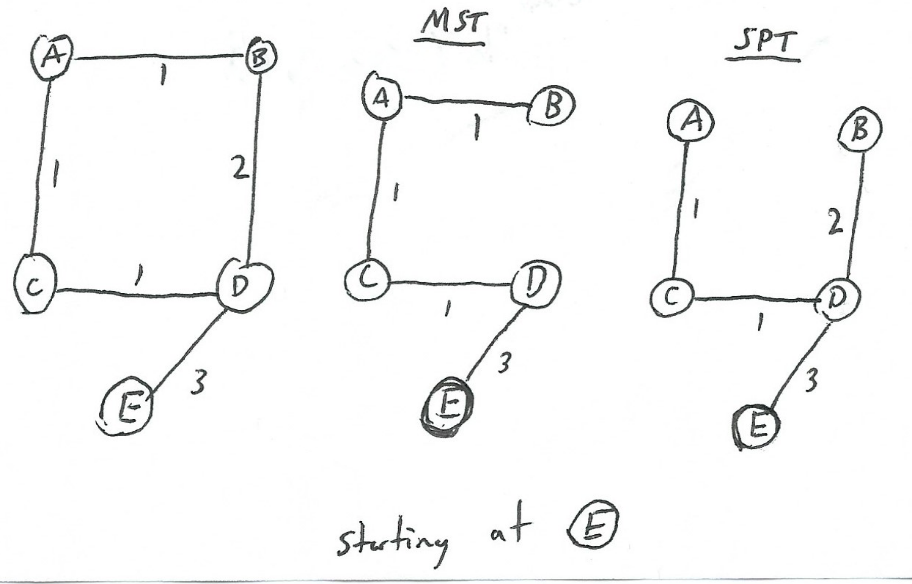 MST
SPT
A 1 B
1 2
C 1 D
3
E
A 1 B
1
C 1 D
3
E
A B
1 2
C 1 D
3
E
starting at E